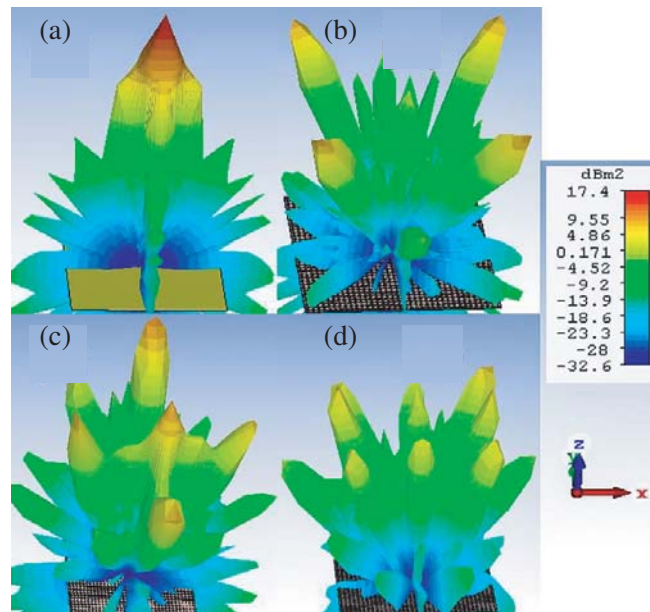 (a)
(b)
dBm2
17.4
9.55
4.86
0.171
-4.52
-9.2
-13.9
-18.6
-23.3
-28
-32.6
(c)
(d)
z
y
x